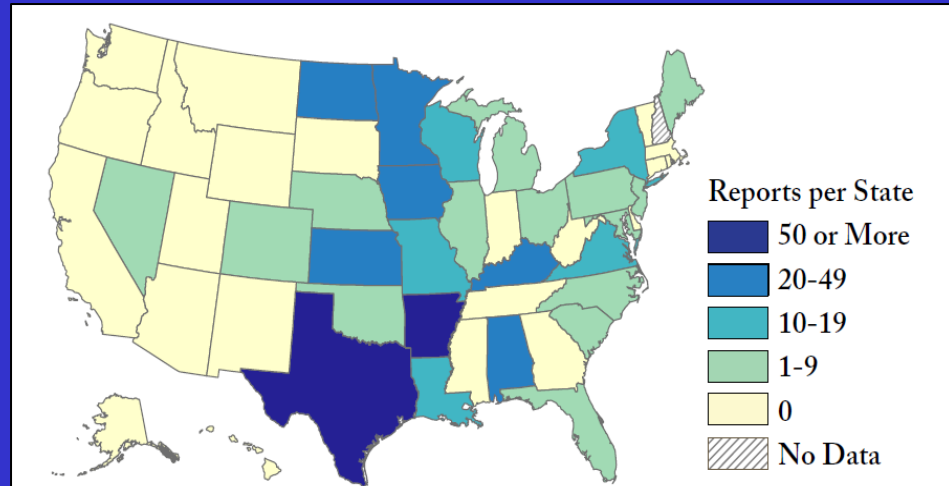 Reports per State
50 or More
20-49
10-19
1-9
0
No Data